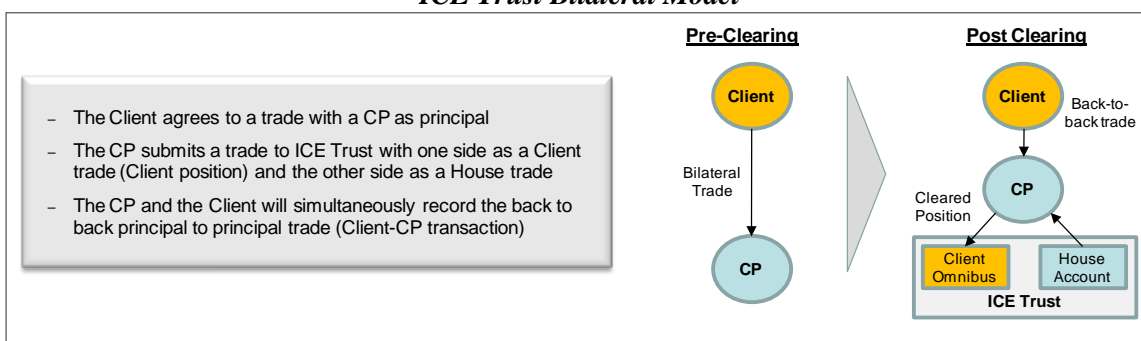 ICE Trust Bilateral Model
– The Client agrees to a trade with a CP as principal
– The CP submits a trade to ICE Trust with one side as a Client
trade (Client position) and the other side as a House trade
– The CP and the Client will simultaneously record the back to
back principal to principal trade (Client-CP transaction)
Pre-Clearing
Client
Bilateral
Trade
CP
Post Clearing
Client
Back-to-
back trade
CP
Cleared
Position
Client
Omnibus
House
Account
ICE Trust